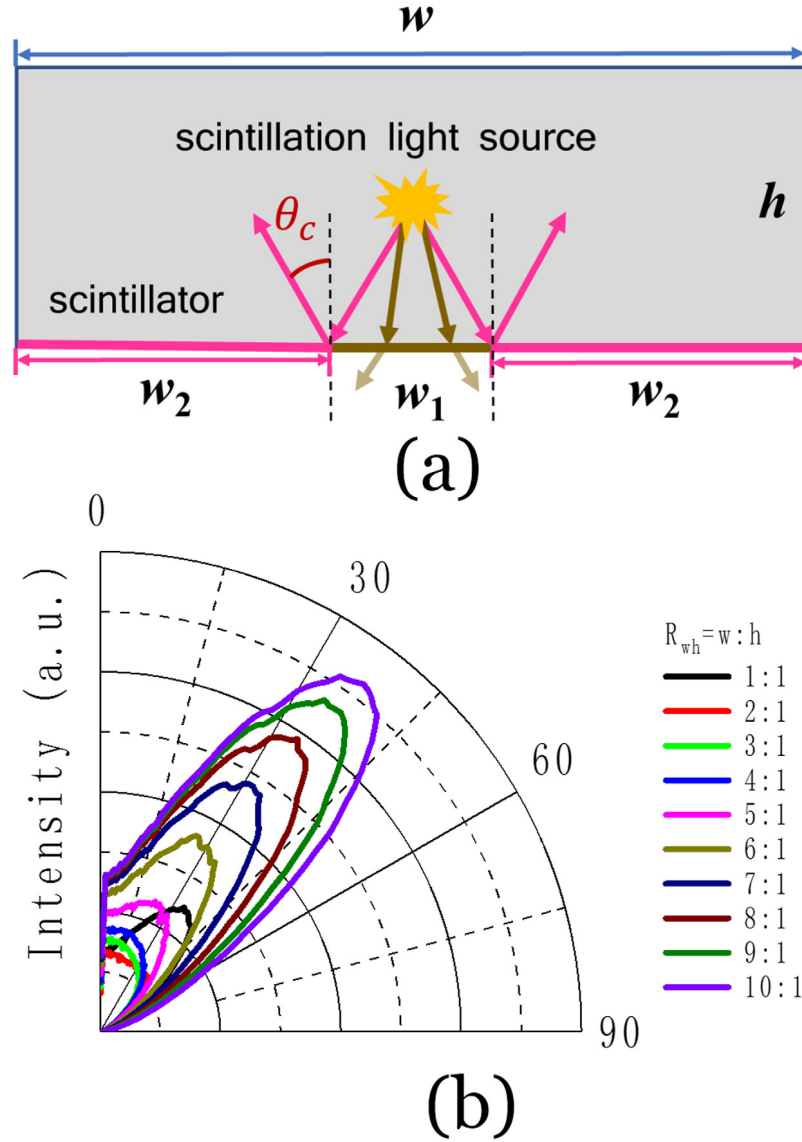 w
scintillation light source
θc
h
scintillator
w2
w1
w2
(a)
0
30
60
90
Intensity (a.u.)
Rwh=w:h
1:1
2:1
3:1
4:1
5:1
6:1
7:1
8:1
9:1
10:1
(b)